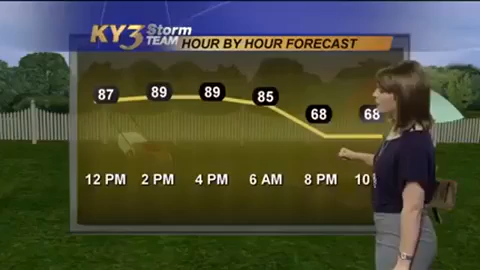 KY3 Storm TEAM
HOUR BY HOUR FORECAST
87 89 89 85 68 68
12 PM 2 PM 4 PM 6 AM 8 PM 10